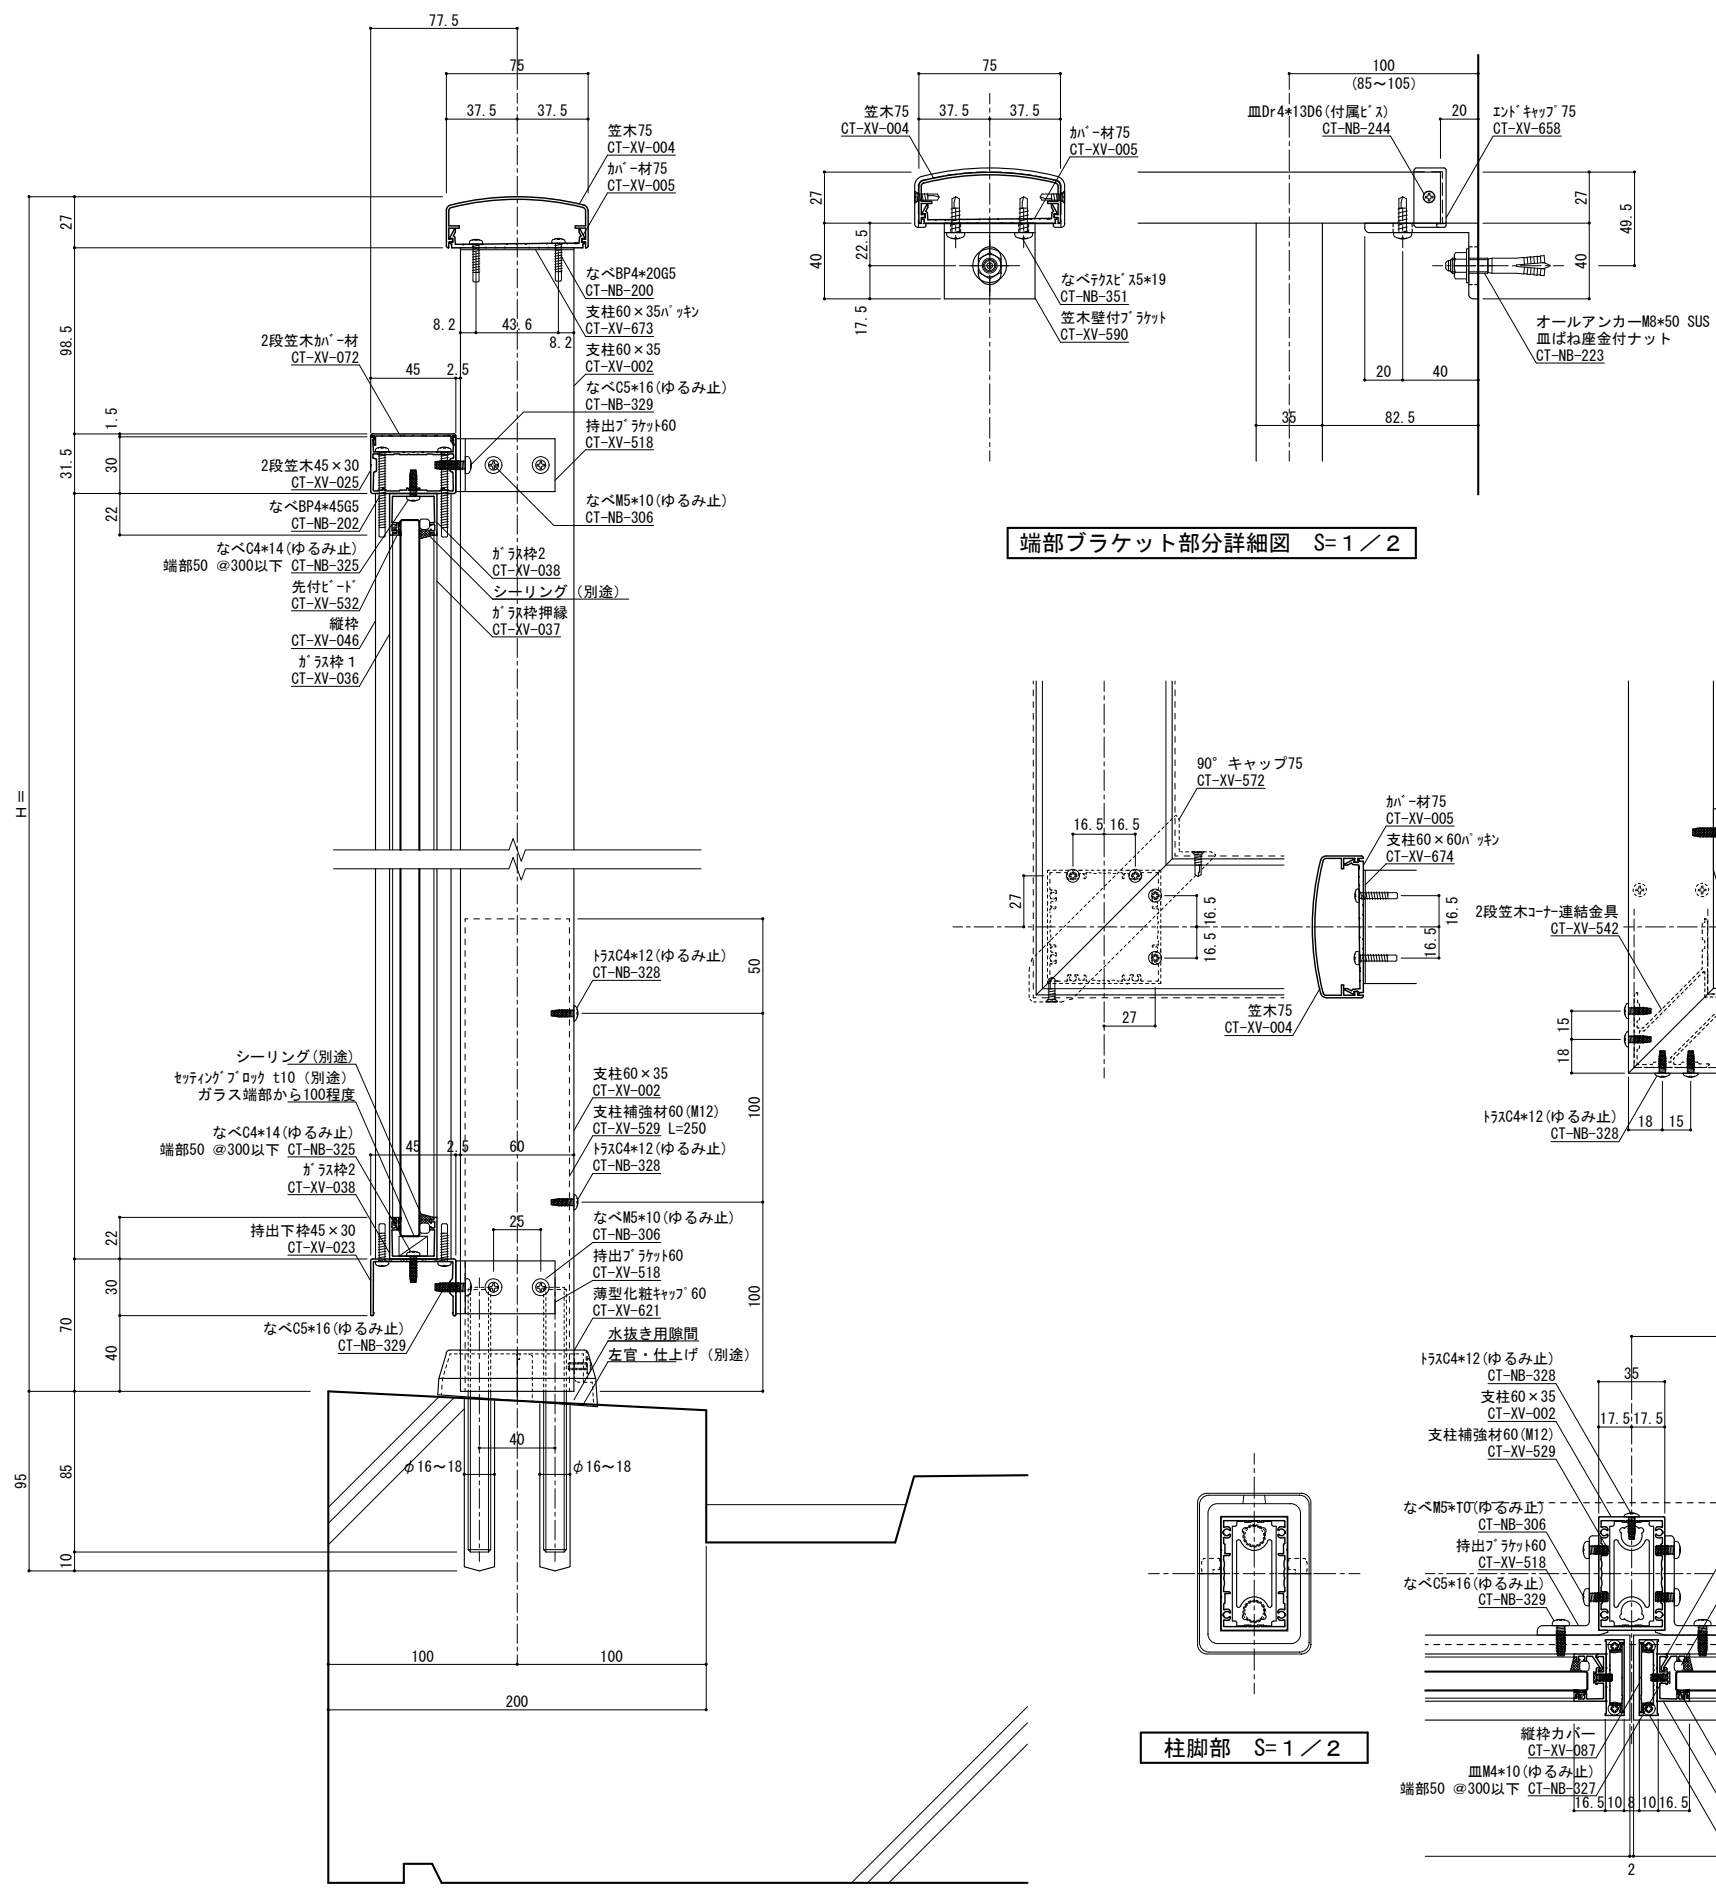 77.5
75
37.5
37.5
笠木75
CT-XV-004
ｶﾊﾞｰ材75
CT-XV-005
27
なべBP4*20G5
CT-NB-200
支柱60×35ﾊﾟｯｷﾝ
CT-XV-673
8.2
43.6
8.2
98.5
2段笠木ｶﾊﾞｰ材
CT-XV-072
支柱60×35
CT-XV-002
45
2.5
なべC5*16(ゆるみ止)
CT-NB-329
1.5
持出ﾌﾞﾗｹｯﾄ60
CT-XV-518
30
31.5
2段笠木45×30
CT-XV-025
22
なべBP4*45G5
CT-NB-202
なべM5*10(ゆるみ止)
CT-NB-306
なべC4*14(ゆるみ止)
端部50 @300以下 CT-NB-325
ｶﾞﾗｽ枠2
CT-XV-038
先付ﾋﾞｰﾄﾞ
CT-XV-532
シーリング(別途)
縦枠
CT-XV-046
ｶﾞﾗｽ枠押縁
CT-XV-037
ｶﾞﾗｽ枠1
CT-XV-036
H=
ﾄﾗｽC4*12(ゆるみ止)
CT-NB-328
50
シーリング(別途)
ｾｯﾃｨﾝｸﾞﾌﾞﾛｯｸ t10 (別途)
ガラス端部から100程度
支柱60×35
CT-XV-002
100
支柱補強材60(M12)
CT-XV-529 L=250
なべC4*14(ゆるみ止)
端部50 @300以下 CT-NB-325
45
2.5
60
ﾄﾗｽC4*12(ゆるみ止)
CT-NB-328
ｶﾞﾗｽ枠2
CT-XV-038
25
なべM5*10(ゆるみ止)
CT-NB-306
22
持出下枠45×30
CT-XV-023
持出ﾌﾞﾗｹｯﾄ60
CT-XV-518
30
100
薄型化粧ｷｬｯﾌﾟ60
CT-XV-621
70
なべC5*16(ゆるみ止)
CT-NB-329
40
水抜き用隙間
左官・仕上げ (別途)
40
φ16～18
φ16～18
95
85
10
100
100
200
75
37.5
37.5
笠木75
CT-XV-004
ｶﾊﾞｰ材75
CT-XV-005
27
40
22.5
17.5
なべﾃｸｽﾋﾞｽ5*19
CT-NB-351
笠木壁付ﾌﾞﾗｹｯﾄ
CT-XV-590
100
(85～105)
皿Dr4*13D6(付属ﾋﾞｽ)
CT-NB-244
20
ｴﾝﾄﾞｷｬｯﾌﾟ75
CT-XV-658
27
49.5
40
オールアンカーM8*50 SUS
皿ばね座金付ナット
CT-NB-223
20
40
35
82.5
端部ブラケット部分詳細図 S=1／2
90° キャップ75
CT-XV-572
16.5
16.5
27
16.5
16.5
27
ｶﾊﾞｰ材75
CT-XV-005
支柱60×60ﾊﾟｯｷﾝ
CT-XV-674
16.5
16.5
笠木75
CT-XV-004
2段笠木ｺｰﾅｰ連結金具
CT-XV-542
15
18
ﾄﾗｽC4*12(ゆるみ止)
CT-NB-328
18
15
柱脚部 S=1／2
ﾄﾗｽC4*12(ゆるみ止)
CT-NB-328
35
支柱60×35
CT-XV-002
17.5
17.5
支柱補強材60(M12)
CT-XV-529
なべM5*10(ゆるみ止)
CT-NB-306
持出ﾌﾞﾗｹｯﾄ60
CT-XV-518
なべC5*16(ゆるみ止)
CT-NB-329
縦枠カバー
CT-XV-087
皿M4*10(ゆるみ止)
端部50 @300以下 CT-NB-327
16.5
10
8
10
16.5
2